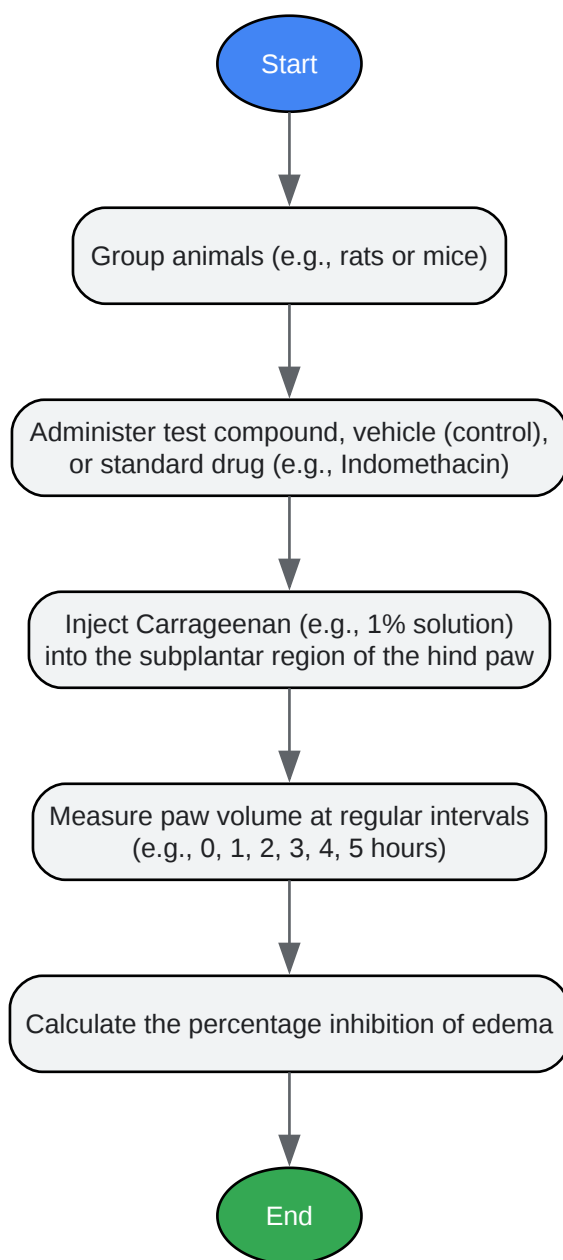 Start
Group animals (e.g., rats or mice)
Administer test compound, vehicle (control),
or standard drug (e.g., Indomethacin)
Inject Carrageenan (e.g., 1% solution)
into the subplantar region of the hind paw
Measure paw volume at regular intervals
(e.g., 0, 1, 2, 3, 4, 5 hours)
Calculate the percentage inhibition of edema
End